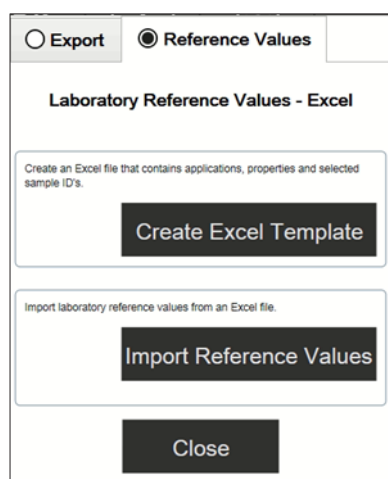 Export
Reference Values
Laboratory Reference Values - Excel
Create an Excel file that contains applications, properties and selected
sample ID's.
Create Excel Template
Import laboratory reference values from an Excel file.
Import Reference Values
Close